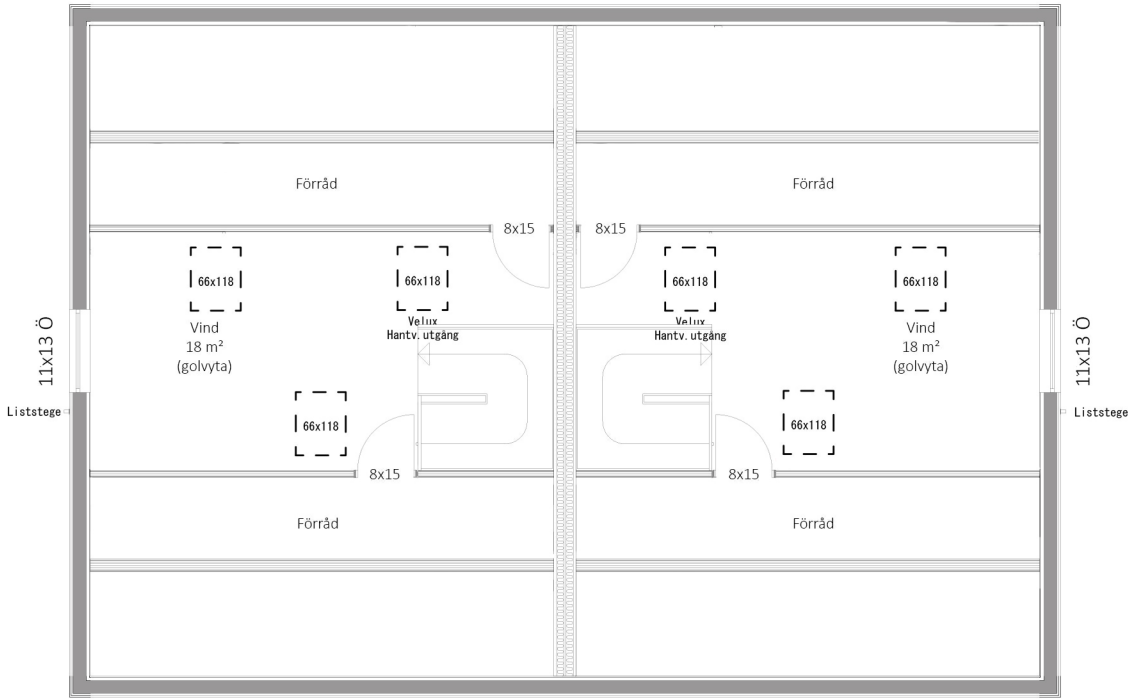 Förråd
Förråd
8x15
8x15
66x118
66x118
66x118
66x118
Velux
Hantv. utgång
Velux
Hantv. utgång
Vind
18 m²
(golvyta)
Vind
18 m²
(golvyta)
11x13 Ö
11x13 Ö
Liststege
Liststege
66x118
66x118
8x15
8x15
Förråd
Förråd